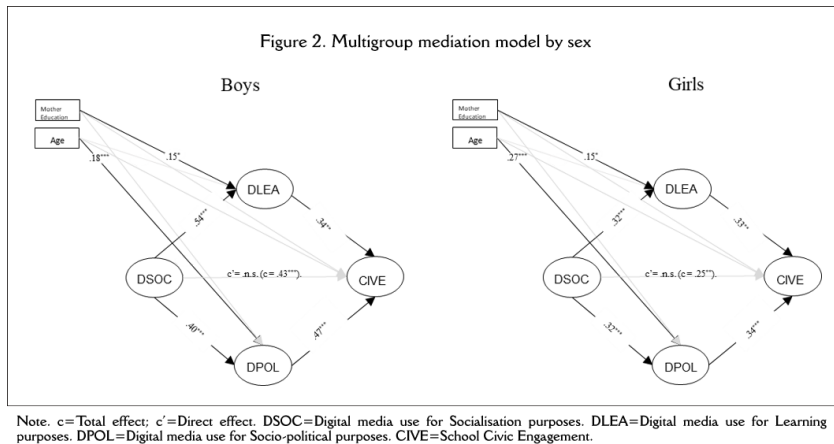 Figure 2. Multigroup mediation model by sex
Boys
Mother
Education
Age
.15*
.18***
DLEA
.54***
.34**
DSOC
c'= .n.s. (c = .43***).
CIVE
.40***
.47***
DPOL
Girls
Mother
Education
Age
.15*
.27***
DLEA
.32***
.33**
DSOC
c'= .n.s. (c = .25**).
CIVE
.32***
.34***
DPOL
Note. c=Total effect; c´=Direct effect. DSOC=Digital media use for Socialisation purposes. DLEA=Digital media use for Learning
purposes. DPOL=Digital media use for Socio-political purposes. CIVE=School Civic Engagement.